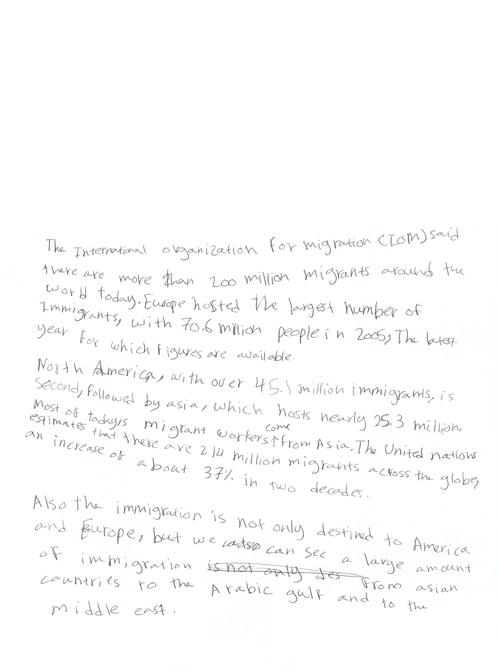 The International organization for migration (IOM) said
there are more than 200 million migrants around the
world today. Europe hosted the largest number of
Immigrants, with 70.6 million people in 2005, The latest
year for which figures are available.
North America, with over 45.1 million immigrants, is
Second, followed by asia, which hosts nearly 25.3 million.
Most of today,s migrant workers come from Asia. The United nations
estimates that there are 214 million migrants across the globe,
an increase of about 37% in two decades.
Also the immigration is not only destined to America
and Europe, but we can see a large amount
of immigration is not only des from asian
countries to the Arabic gulf and to the
middle east.